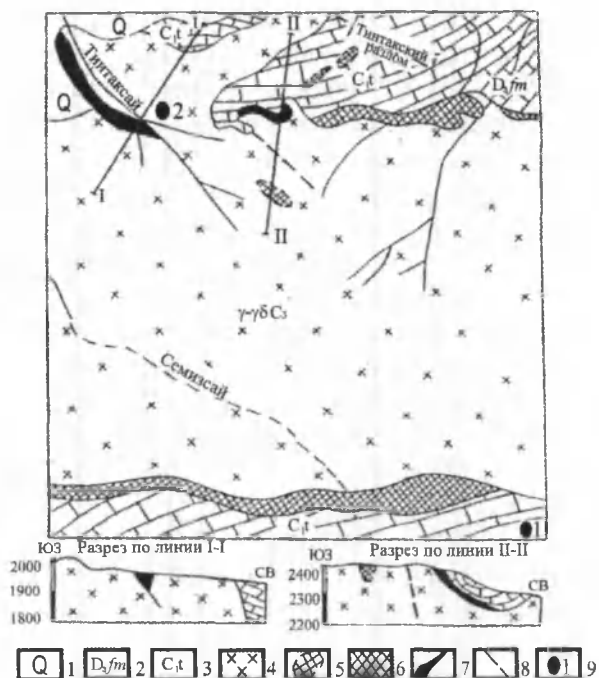 Q
C₁t
I
II
Тинтаксай
Тинтакский
разлом
C₁t
D₃fm
Q
2
I
II
γ-γδC₃
Семизсай
C₁t
1
ЮЗ Разрез по линии I-I
СВ
2000
1900
1800
ЮЗ Разрез по линии II-II
СВ
2400
2300
2200
Q 1 D₃fm 2 C₁t 3 4 5 6 7 8 1 9